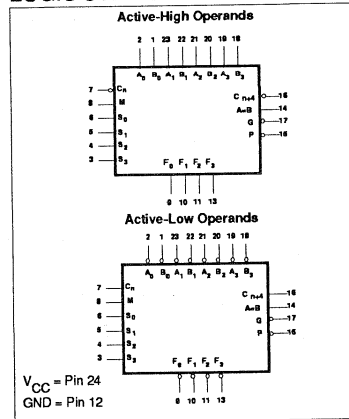 Active-High Operands
2 1 23 22 21 20 19 18
A0 B0 A1 B1 A2 B2 A3 B3
7 Cn
8 M
6 S0
5 S1
4 S2
3 S3
Cn+4 16
A=B 14
G 17
P 15
F0 F1 F2 F3
9 10 11 13
Active-Low Operands
2 1 23 22 21 20 19 18
A0 B0 A1 B1 A2 B2 A3 B3
7 Cn
8 M
6 S0
5 S1
4 S2
3 S3
Cn+4 16
A=B 14
G 17
P 15
F0 F1 F2 F3
9 10 11 13
VCC = Pin 24
GND = Pin 12